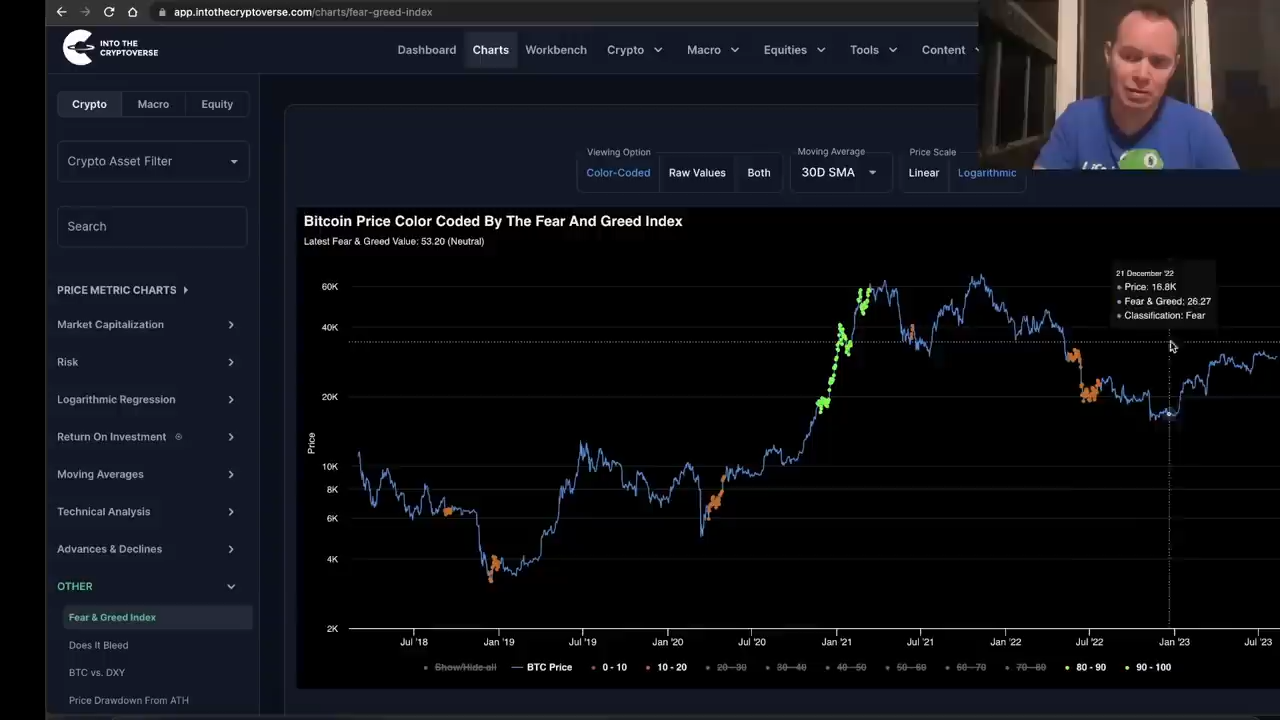 app.intothecryptoverse.com/charts/fear-greed-index
INTO THE
CRYPTOVERSE
Dashboard Charts Workbench Crypto Macro Equities Tools Content
Crypto Macro Equity
Crypto Asset Filter
Search
PRICE METRIC CHARTS
Market Capitalization
Risk
Logarithmic Regression
Return On Investment
Moving Averages
Technical Analysis
Advances & Declines
OTHER
Fear & Greed Index
Does It Bleed
BTC vs. DXY
Price Drawdown From ATH
Viewing Option
Color-Coded Raw Values Both
Moving Average
30D SMA
Price Scale
Linear Logarithmic
Bitcoin Price Color Coded By The Fear And Greed Index
Latest Fear & Greed Value: 53.20 (Neutral)
21 December '22
Price: 16.8K
Fear & Greed: 26.27
Classification: Fear
Price
60K
40K
20K
10K
8K
6K
4K
2K
Jul '18 Jan '19 Jul '19 Jan '20 Jul '20 Jan '21 Jul '21 Jan '22 Jul '22 Jan '23 Jul '23
Show/Hide all BTC Price 0 - 10 10 - 20 20 - 30 30 - 40 40 - 50 50 - 60 60 - 70 70 - 80 80 - 90 90 - 100